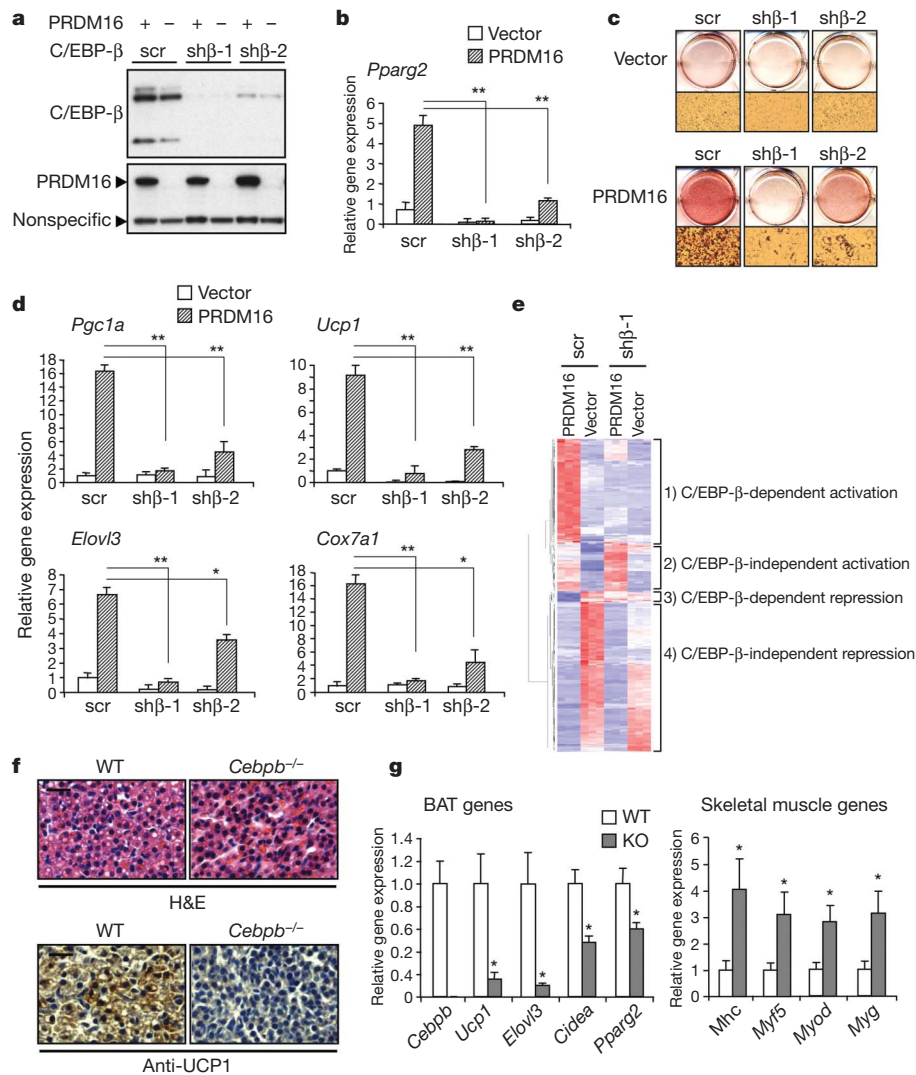 a
PRDM16 + – + – + –
C/EBP-β scr shβ-1 shβ-2
C/EBP-β
PRDM16
Nonspecific
b
Vector
PRDM16
Pparg2
** **
Relative gene expression
6
5
4
3
2
1
0
scr shβ-1 shβ-2
c
scr shβ-1 shβ-2
Vector
scr shβ-1 shβ-2
PRDM16
d
Vector
PRDM16
Relative gene expression
Pgc1a
** **
18
16
14
12
10
8
6
4
2
0
scr shβ-1 shβ-2
Ucp1
** **
10
8
6
4
2
0
scr shβ-1 shβ-2
Elovl3
** *
8
7
6
5
4
3
2
1
0
scr shβ-1 shβ-2
Cox7a1
** *
18
16
14
12
10
8
6
4
2
0
scr shβ-1 shβ-2
e
scr shβ-1
PRDM16 Vector PRDM16 Vector
1) C/EBP-β-dependent activation
2) C/EBP-β-independent activation
3) C/EBP-β-dependent repression
4) C/EBP-β-independent repression
f
WT Cebpb–/–
H&E
WT Cebpb–/–
Anti-UCP1
g
BAT genes
WT
KO
Relative gene expression
1.4
1.2
1.0
0.8
0.6
0.4
0
* * * *
Cebpb Ucp1 Elovl3 Cidea Pparg2
Skeletal muscle genes
Relative gene expression
6
5
4
3
2
1
0
* * * *
Mhc Myf5 Myod Myg